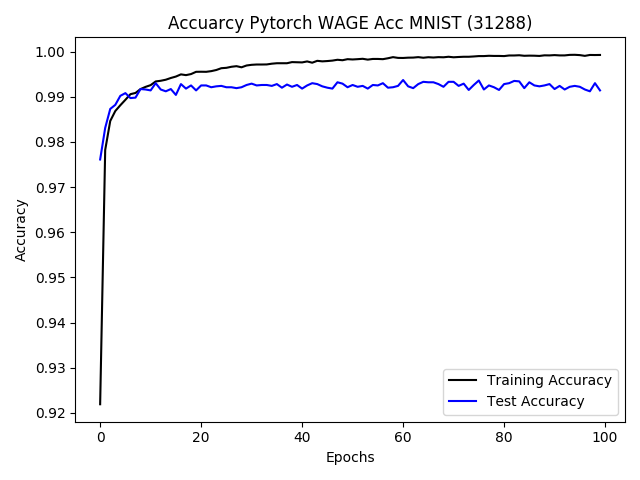 Accuarcy Pytorch WAGE Acc MNIST (31288)
1.00
0.99
0.98
0.97
0.96
0.95
0.94
0.93
0.92
Accuracy
0 20 40 60 80 100
Epochs
Training Accuracy
Test Accuracy